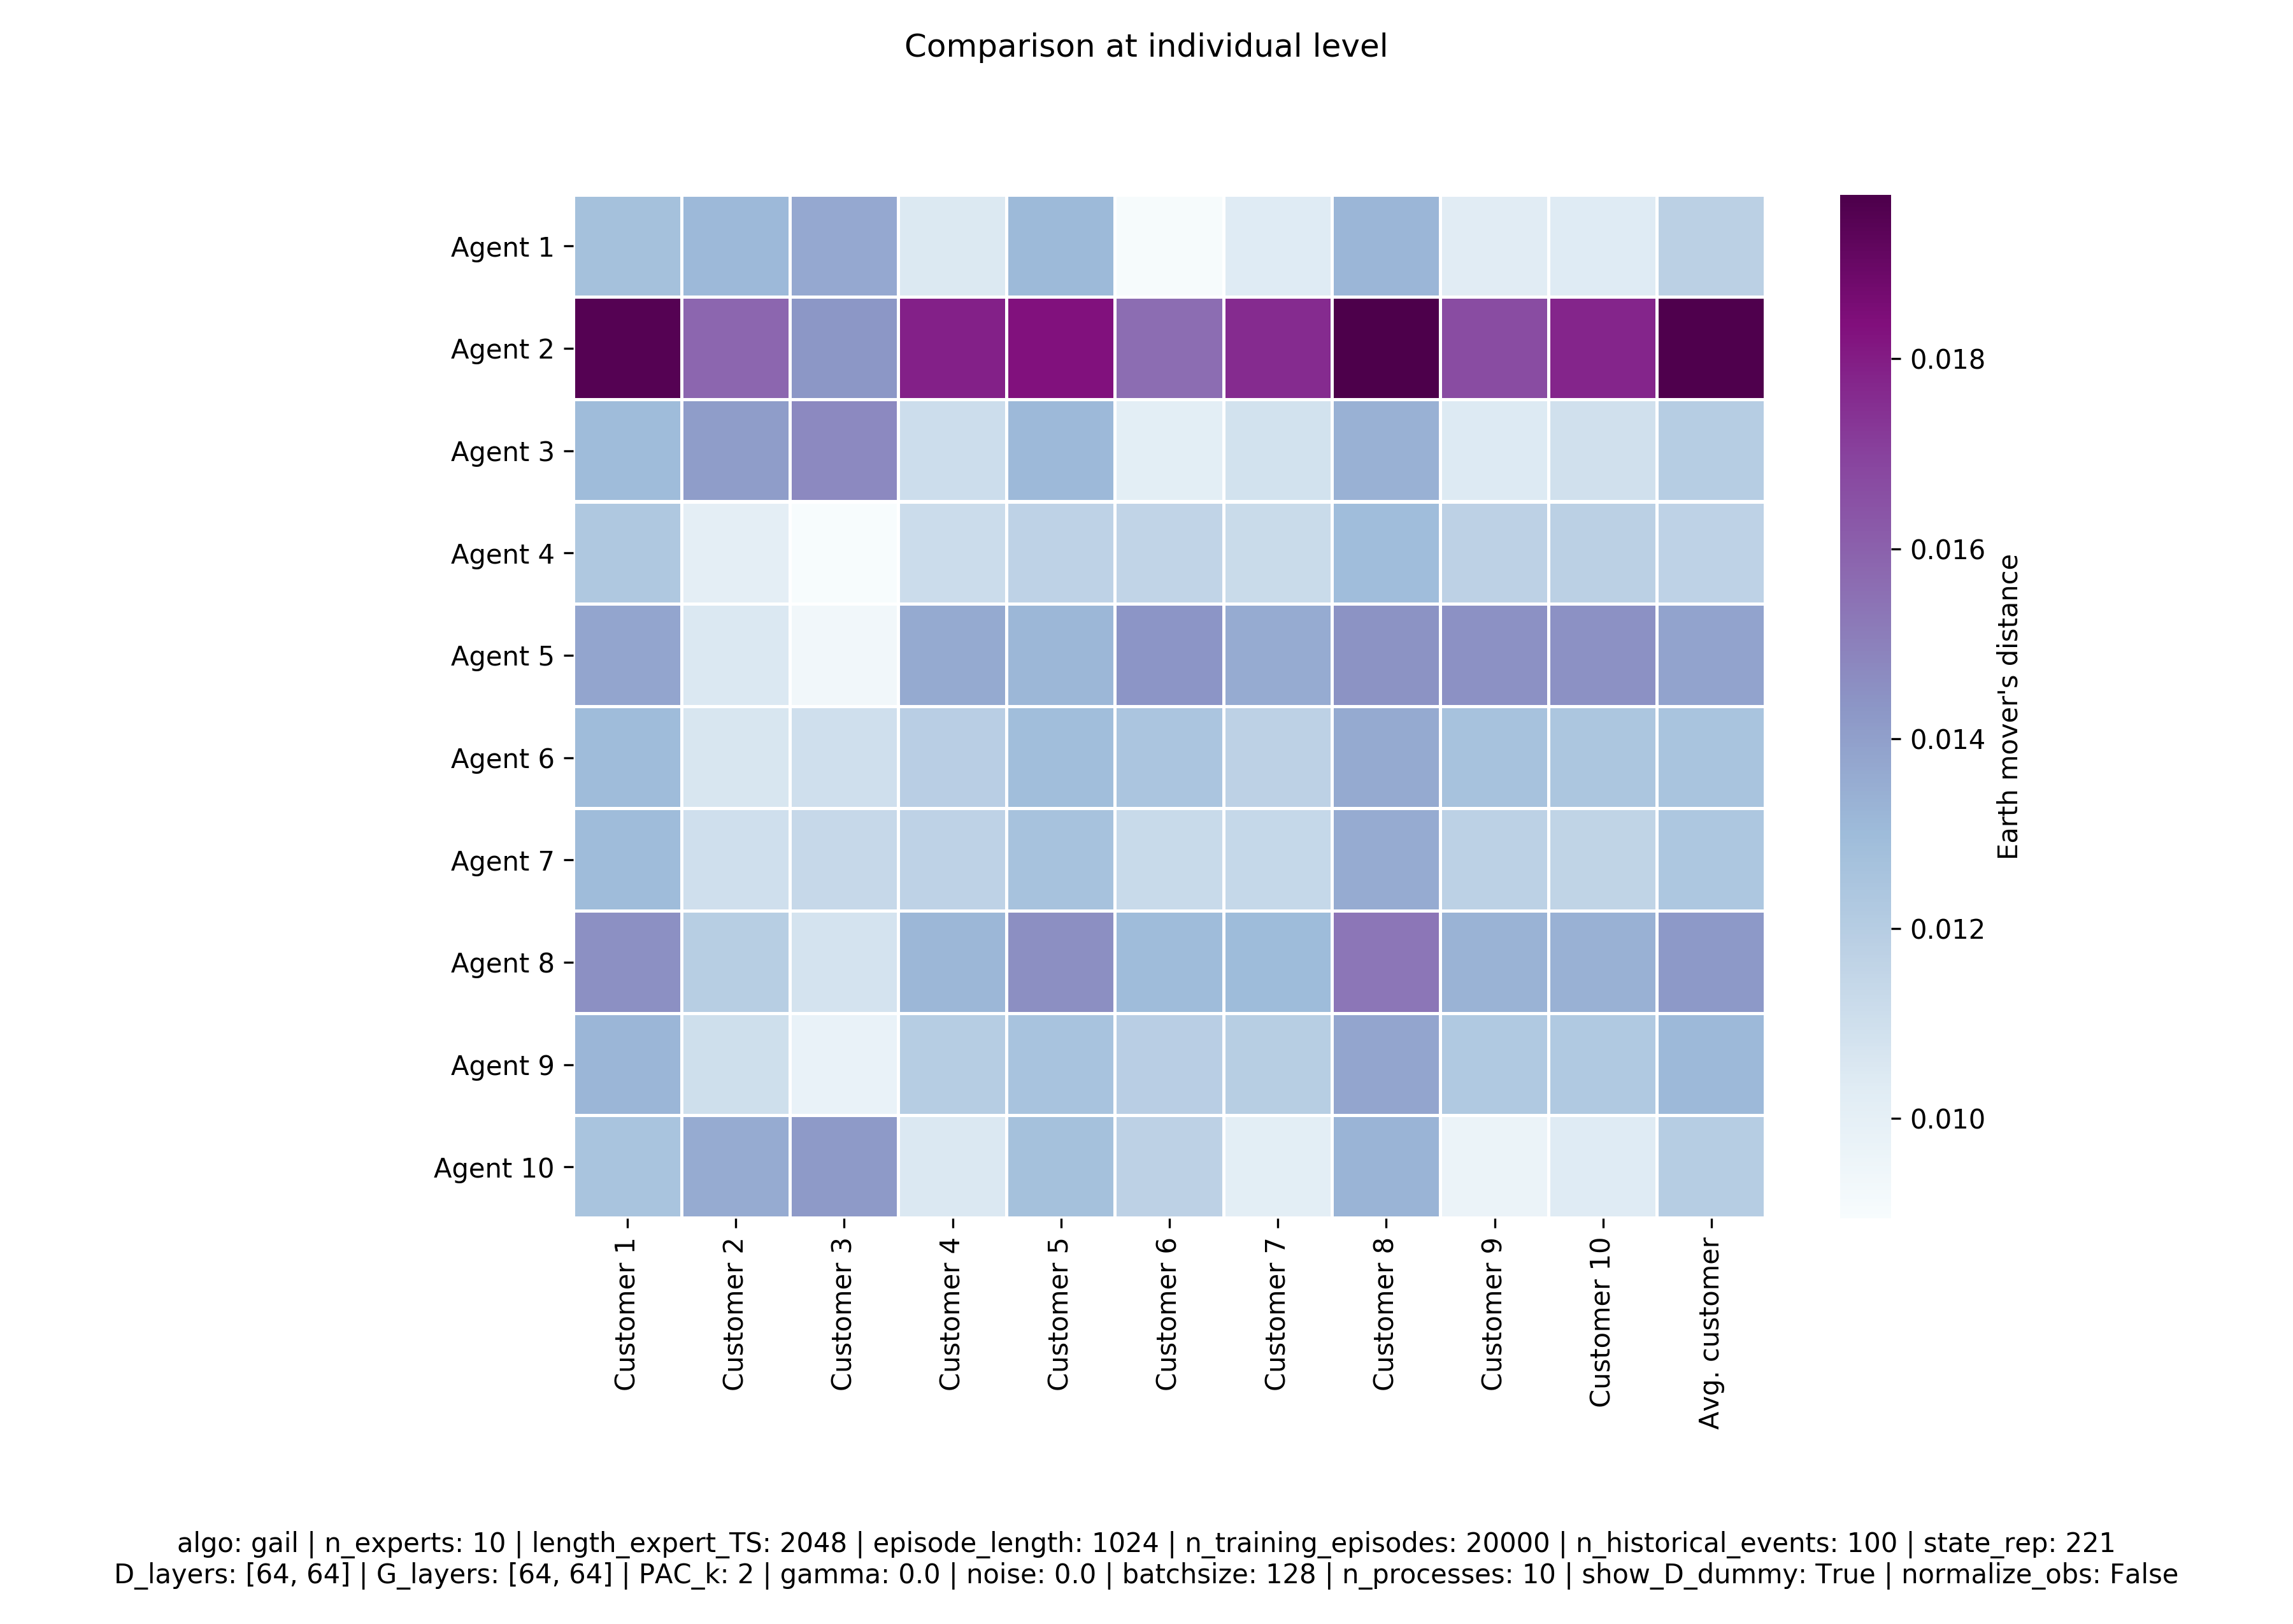 Comparison at individual level
Agent 1
Agent 2
Agent 3
Agent 4
Agent 5
Agent 6
Agent 7
Agent 8
Agent 9
Agent 10
Customer 1
Customer 2
Customer 3
Customer 4
Customer 5
Customer 6
Customer 7
Customer 8
Customer 9
Customer 10
Avg. customer
0.018
0.016
0.014
0.012
0.010
Earth mover's distance
algo: gail | n_experts: 10 | length_expert_TS: 2048 | episode_length: 1024 | n_training_episodes: 20000 | n_historical_events: 100 | state_rep: 221
D_layers: [64, 64] | G_layers: [64, 64] | PAC_k: 2 | gamma: 0.0 | noise: 0.0 | batchsize: 128 | n_processes: 10 | show_D_dummy: True | normalize_obs: False